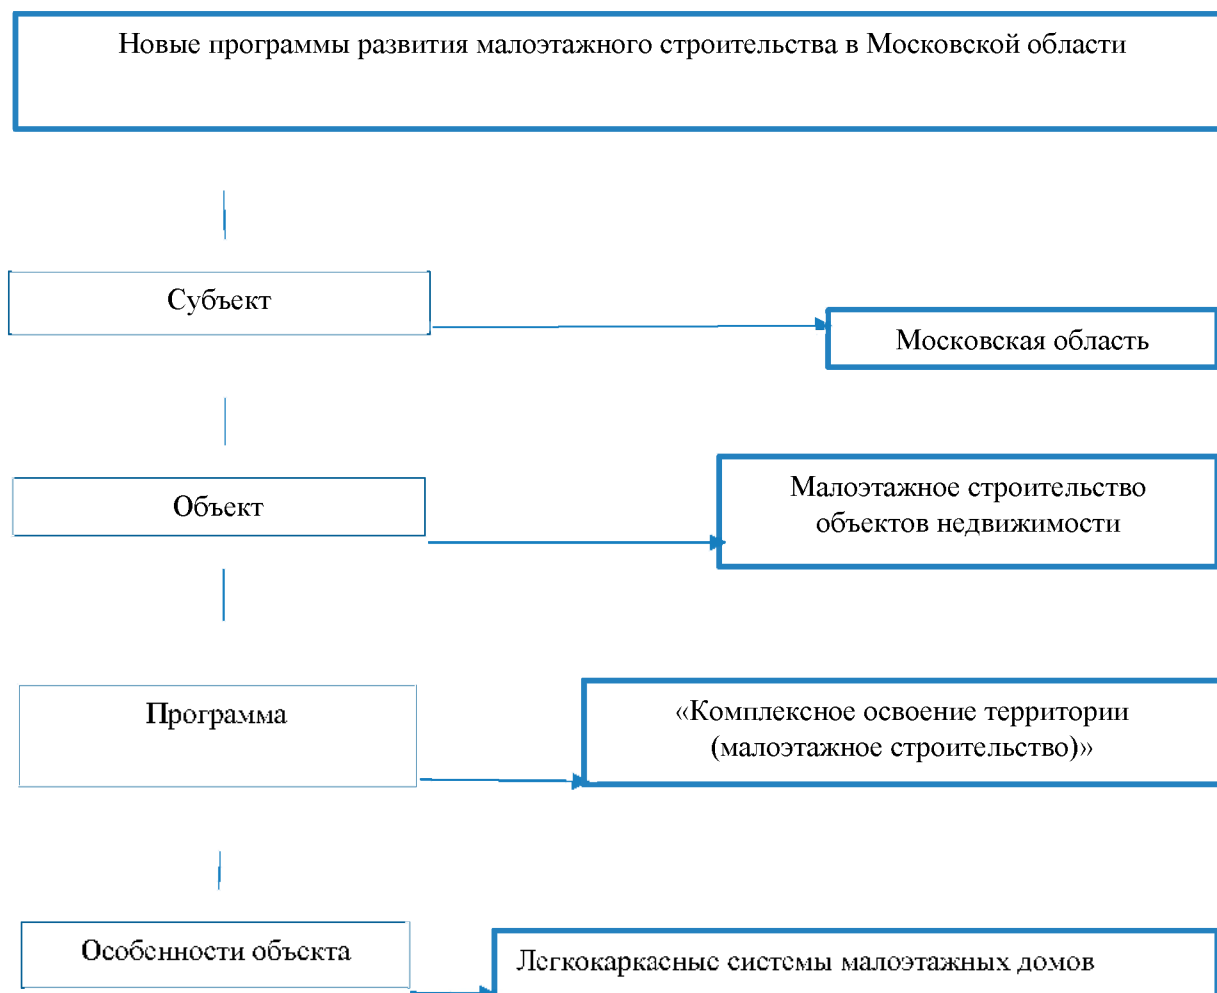 Новые программы развития малоэтажного строительства в Московской области
Субъект
Московская область
Объект
Малоэтажное строительство
объектов недвижимости
Программа
«Комплексное освоение территории
(малоэтажное строительство)»
Особенности объекта
Легкокаркасные системы малоэтажных домов